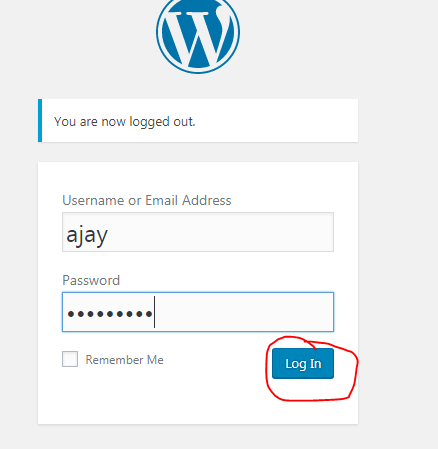 You are now logged out.
Username or Email Address
ajay
Password
•••••••••
Remember Me
Log In